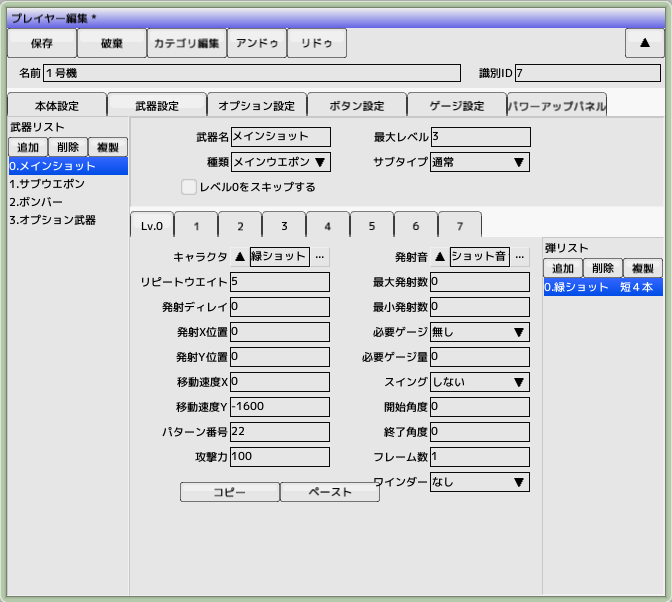 プレイヤー編集 *
保存 破棄 カテゴリ編集 アンドゥ リドゥ ▲
名前 1号機 識別ID 7
本体設定 武器設定 オプション設定 ボタン設定 ゲージ設定 パワーアップパネル
武器リスト
追加 削除 複製
0.メインショット
1.サブウエポン
2.ボンバー
3.オプション武器
武器名 メインショット 最大レベル 3
種類 メインウエポン ▼ サブタイプ 通常 ▼
レベル0をスキップする
Lv.0 1 2 3 4 5 6 7
キャラクタ ▲ 緑ショット ... 発射音 ▲ ショット音 ...
リピートウエイト 5 最大発射数 0
発射ディレイ 0 最小発射数 0
発射X位置 0 必要ゲージ 無し ▼
発射Y位置 0 必要ゲージ量 0
移動速度X 0 スイング しない ▼
移動速度Y -1600 開始角度 0
パターン番号 22 終了角度 0
攻撃力 100 フレーム数 1
ワインダー なし ▼
コピー ペースト
弾リスト
追加 削除 複製
0.緑ショット 短4本